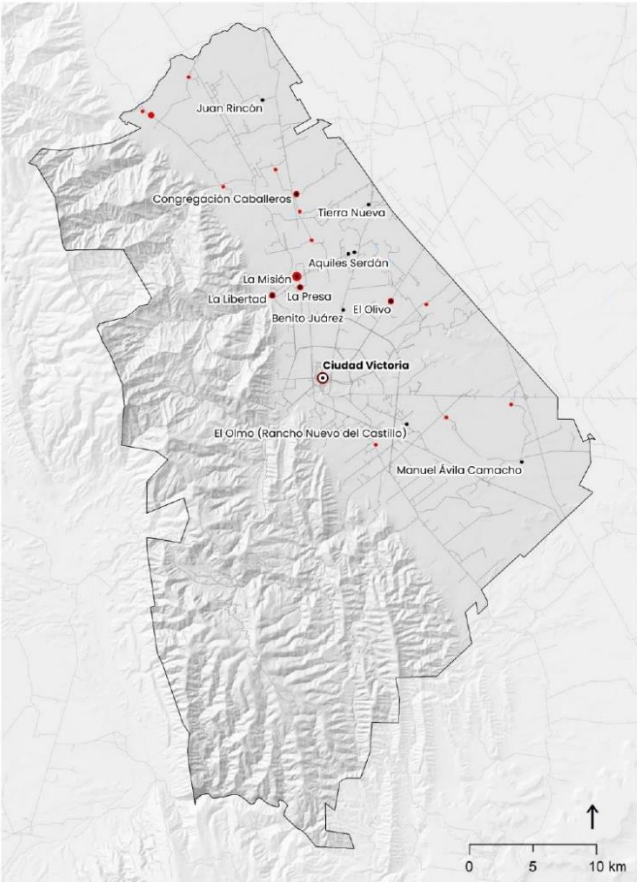 Juan Rincón
Congregación Caballeros
Tierra Nueva
Aquiles Serdán
La Misión
La Libertad
La Presa
El Olivo
Benito Juárez
Ciudad Victoria
El Olmo (Rancho Nuevo del Castillo)
Manuel Ávila Camacho
0 5 10 km